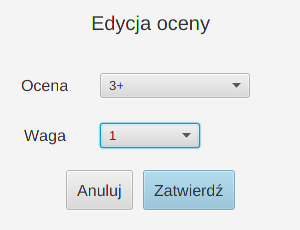 Edycja oceny
Ocena 3+
Waga 1
Anuluj Zatwierdź